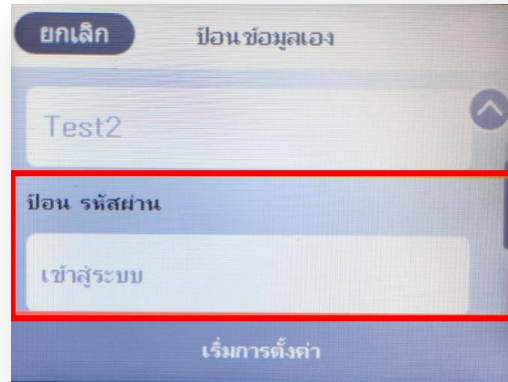 ยกเลิก ป้อนข้อมูลเอง
Test2
ป้อน รหัสผ่าน
เข้าสู่ระบบ
เริ่มการตั้งค่า